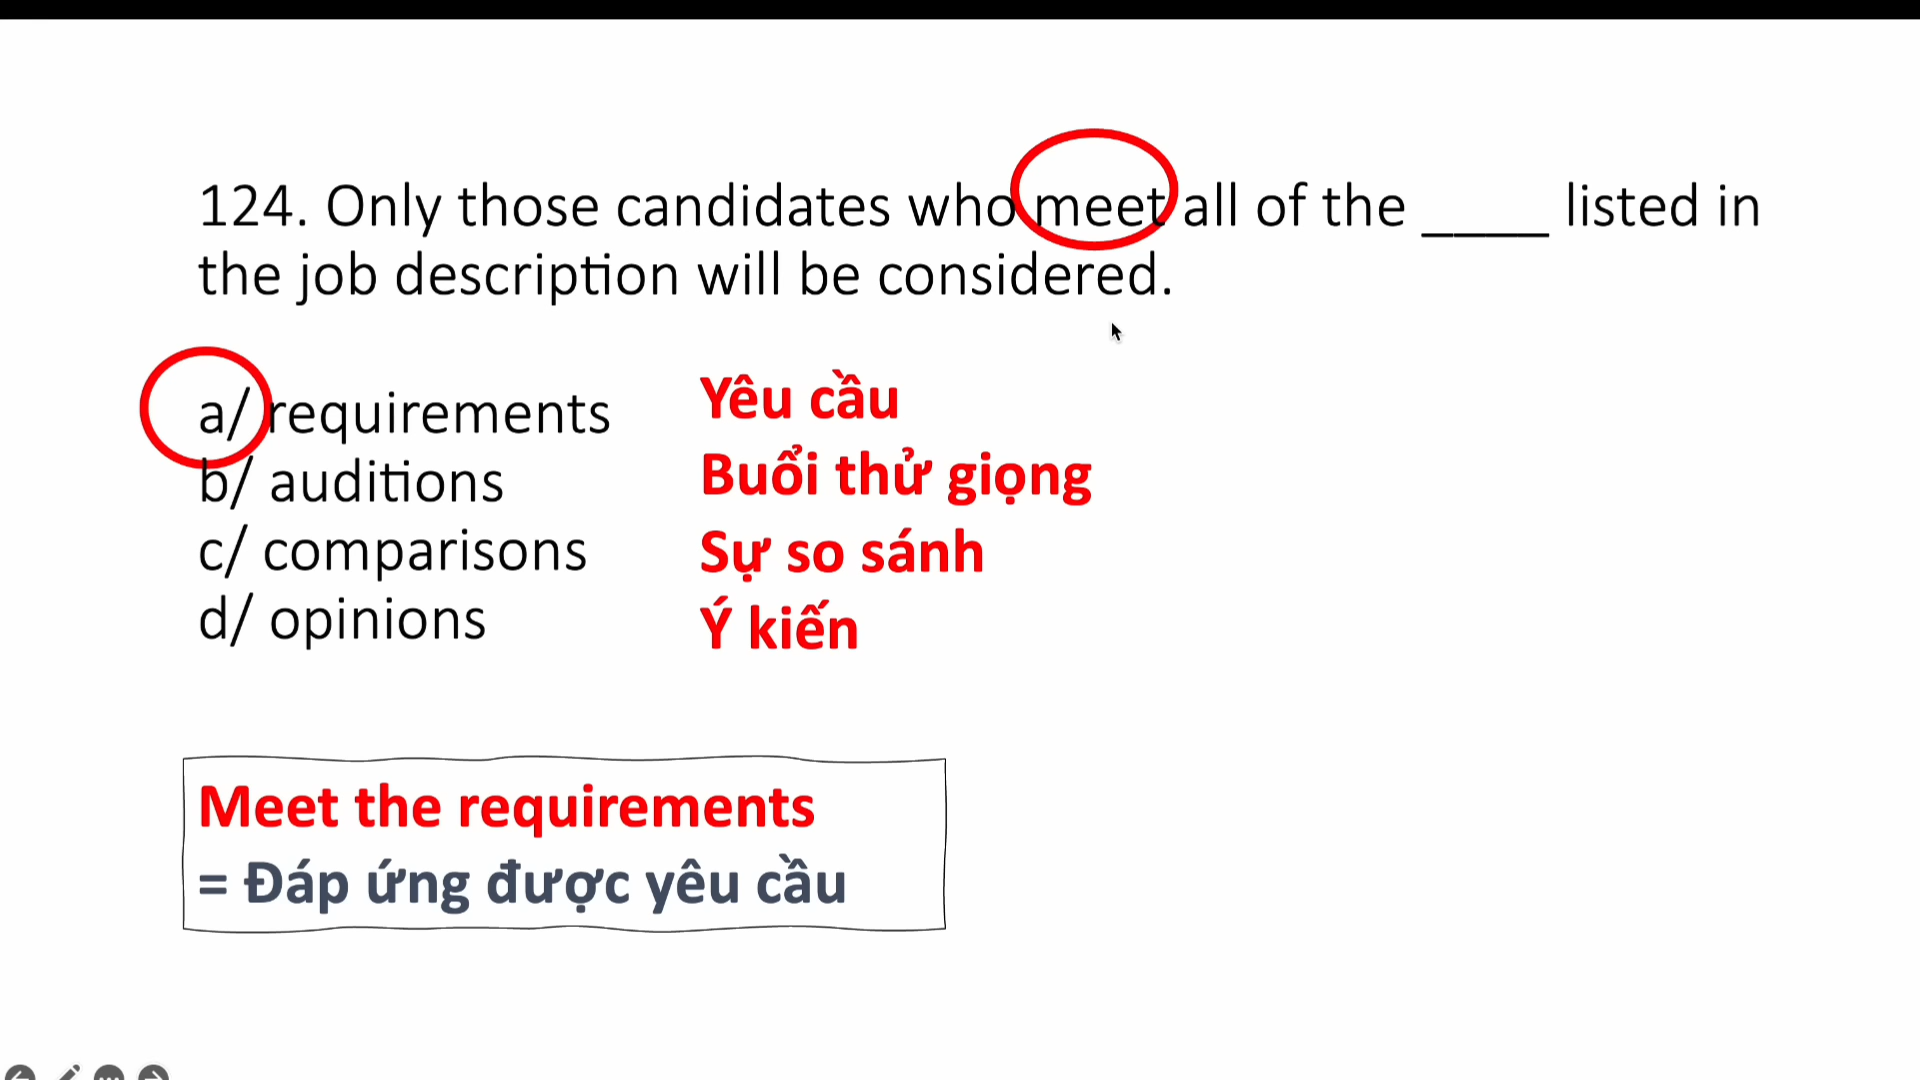 124. Only those candidates who meet all of the ____ listed in
the job description will be considered.
a/ requirements
b/ auditions
c/ comparisons
d/ opinions
Yêu cầu
Buổi thử giọng
Sự so sánh
Ý kiến
Meet the requirements
= Đáp ứng được yêu cầu